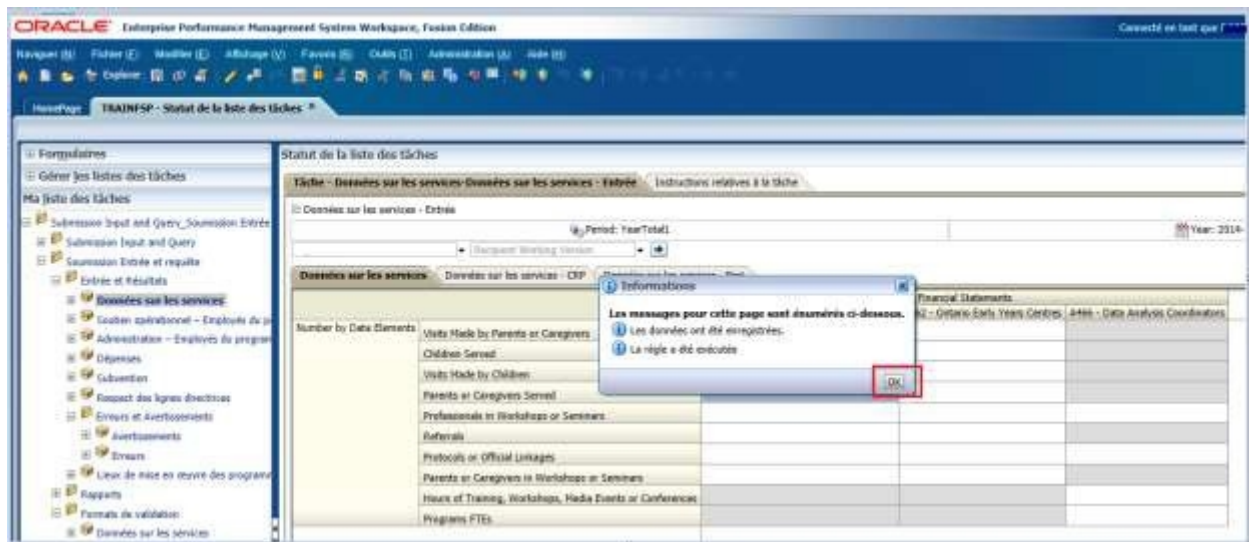 ORACLE Enterprise Performance Management System Workspace, Fusion Edition
Connecté en tant que
Naviguer (N) Fichier (F) Modifier (E) Affichage (V) Favoris (S) Outils (T) Administration (A) Aide (H)
Explorer
HomePage TRAINFSP - Statut de la liste des tâches
Formulaires
Gérer les listes des tâches
Ma liste des tâches
Submission Input and Query_Soumission Entrée
Submission Input and Query
Soumission Entrée et requête
Entrée et Résultats
Données sur les services
Soutien opérationnel – Employés du p
Administration – Employés du program
Dépenses
Subvention
Respect des lignes directrices
Erreurs et Avertissements
Avertissements
Erreurs
Lieux de mise en œuvre des programm
Rapports
Formats de validation
Données sur les services
Statut de la liste des tâches
Tâche - Données sur les services-Données sur les services - Entrée Instructions relatives à la tâche
Données sur les services - Entrée
Period: YearTotal1
Year: 2014-
Recipient Working Version
Données sur les services Données sur les services - CRP
Financial Statements
- Ontario Early Years Centres A466 - Data Analysis Coordinators
Number by Data Elements
Visits Made by Parents or Caregivers
Children Served
Visits Made by Children
Parents or Caregivers Served
Professionals in Workshops or Seminars
Referrals
Protocols or Official Linkages
Parents or Caregivers in Workshops or Seminars
Hours of Training, Workshops, Media Events or Conferences
Programs FTEs
Informations
Les messages pour cette page sont énumérés ci-dessous.
Les données ont été enregistrées.
La règle a été exécutée
OK